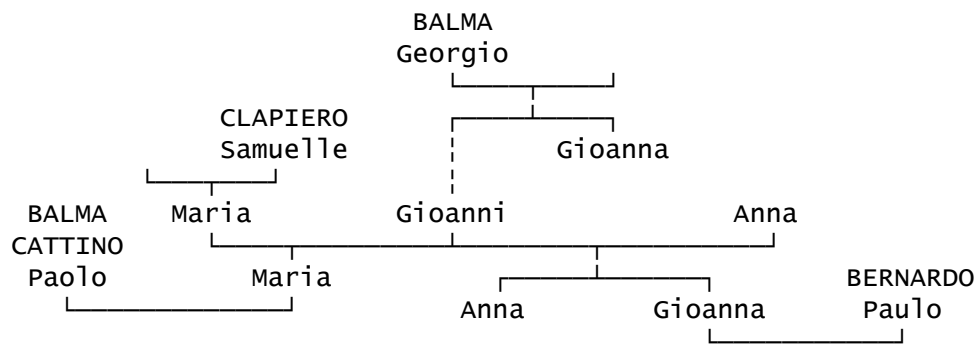 BALMA
Georgio
CLAPIERO
Samuelle
Gioanna
BALMA
CATTINO
Paolo
Maria
Gioanni
Anna
Maria
Anna
Gioanna
BERNARDO
Paulo